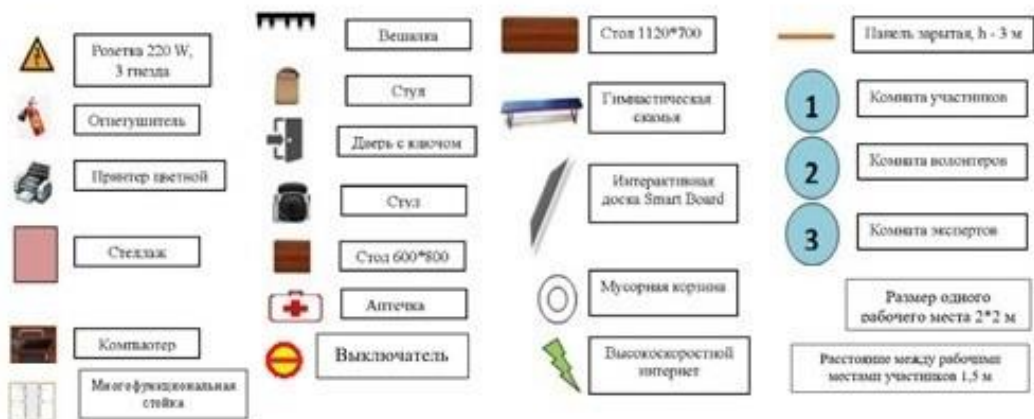 Розетка 220 W,
3 гнезда
Огнетушитель
Принтер цветной
Стеллаж
Компьютер
Многофункциональная
стойка
Вешалка
Стул
Дверь с ключом
Стул
Стол 600*800
Аптечка
Выключатель
Стол 1120*700
Гимнастическая
скамья
Интерактивная
доска Smart Board
Мусорная корзина
Высокоскоростной
интернет
Панель зарытая, h - 3 м
1
Комната участников
2
Комната волонтеров
3
Комната экспертов
Размер одного
рабочего места 2*2 м
Расстояние между рабочими
местами участников 1,5 м